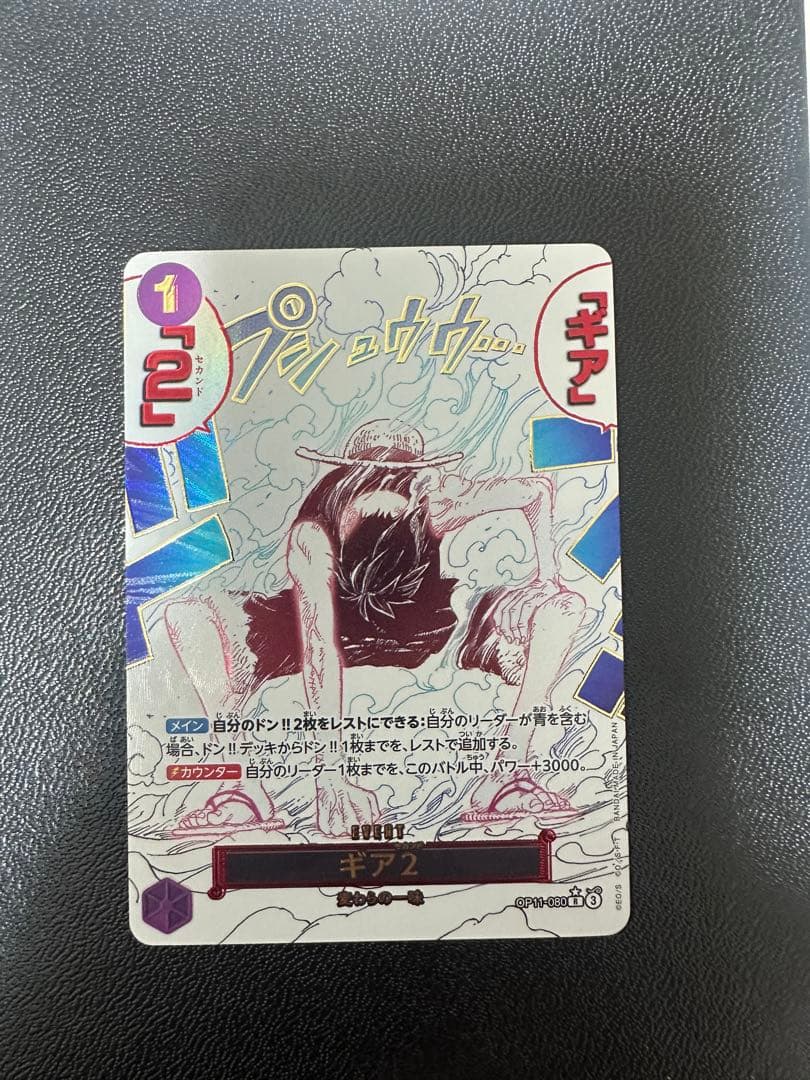 1
「ギア」
「2」
セカンド
プシュウウ...
メイン 自分のドン!!2枚をレストにできる:自分のリーダーが青を含む
場合、ドン!!デッキからドン!!1枚までを、レストで追加する。
カウンター 自分のリーダー1枚までを、このバトル中、パワー+3000。
EVENT
ギア2
麦わらの一味
OP11-080 R 3
BANDAI MADE IN JAPAN